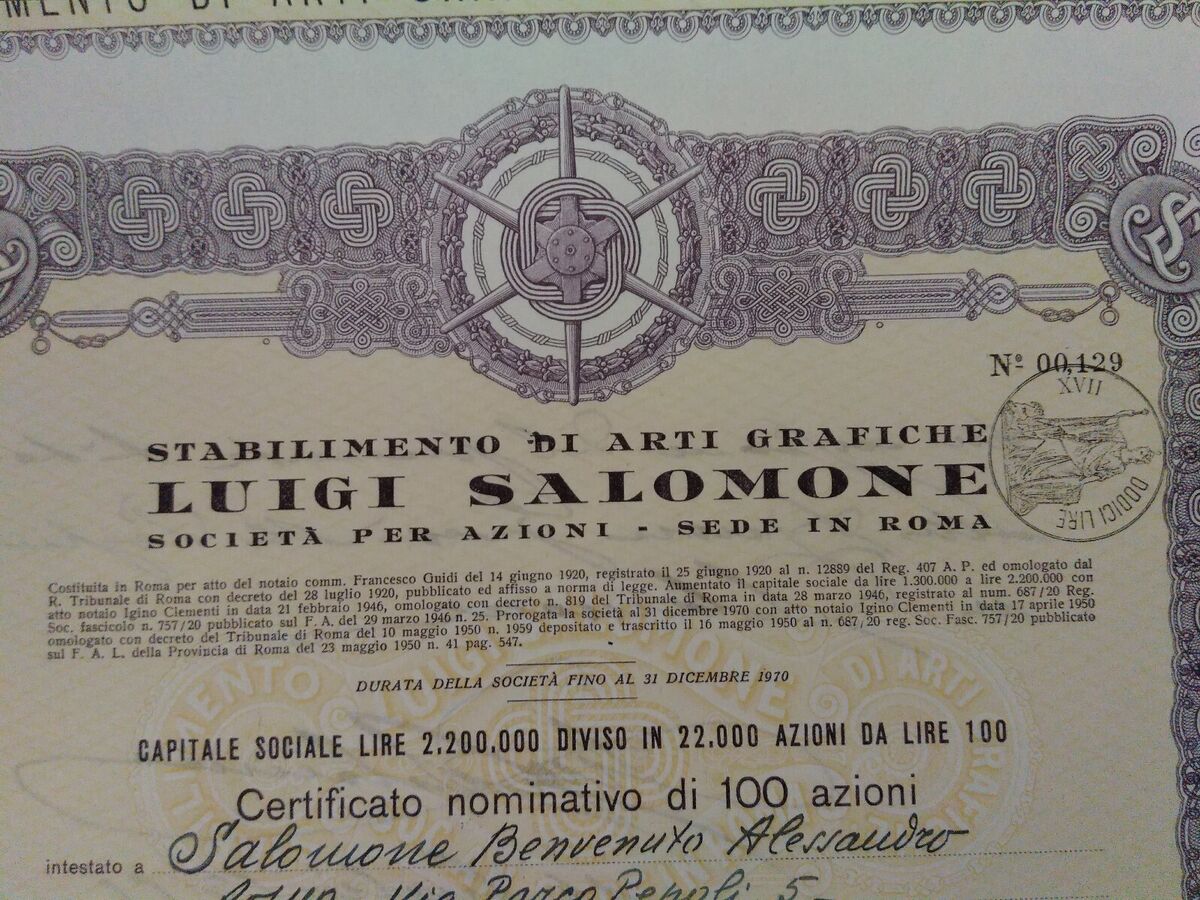 MENTO DI ARTI
Nº 00,129
XVII
DODICI LIRE
STABILIMENTO DI ARTI GRAFICHE
LUIGI SALOMONE
SOCIETÀ PER AZIONI - SEDE IN ROMA
Costituita in Roma per atto del notaio comm. Francesco Guidi del 14 giugno 1920, registrato il 25 giugno 1920 al n. 12889 del Reg. 407 A. P. ed omologato dal
R. Tribunale di Roma con decreto del 28 luglio 1920, pubblicato ed affisso a norma di legge. Aumentato il capitale sociale da lire 1.300.000 a lire 2.200.000 con
atto notaio Igino Clementi in data 21 febbraio 1946, omologato con decreto n. 819 del Tribunale di Roma in data 28 marzo 1946, registrato al num. 687/20 Reg.
Soc. fascicolo n. 757/20 pubblicato sul F. A. del 29 marzo 1946 n. 25. Prorogata la società al 31 dicembre 1970 con atto notaio Igino Clementi in data 17 aprile 1950
omologato con decreto del Tribunale di Roma del 10 maggio 1950 n. 1959 depositato e trascritto il 16 maggio 1950 al n. 687/20 reg. Soc. Fasc. 757/20 pubblicato
sul F. A. L. della Provincia di Roma del 23 maggio 1950 n. 41 pag. 547.
DURATA DELLA SOCIETÀ FINO AL 31 DICEMBRE 1970
CAPITALE SOCIALE LIRE 2.200.000 DIVISO IN 22.000 AZIONI DA LIRE 100
Certificato nominativo di 100 azioni
intestato a Salomone Benvenuto Alessandro
Via Parco Pepoli 5-